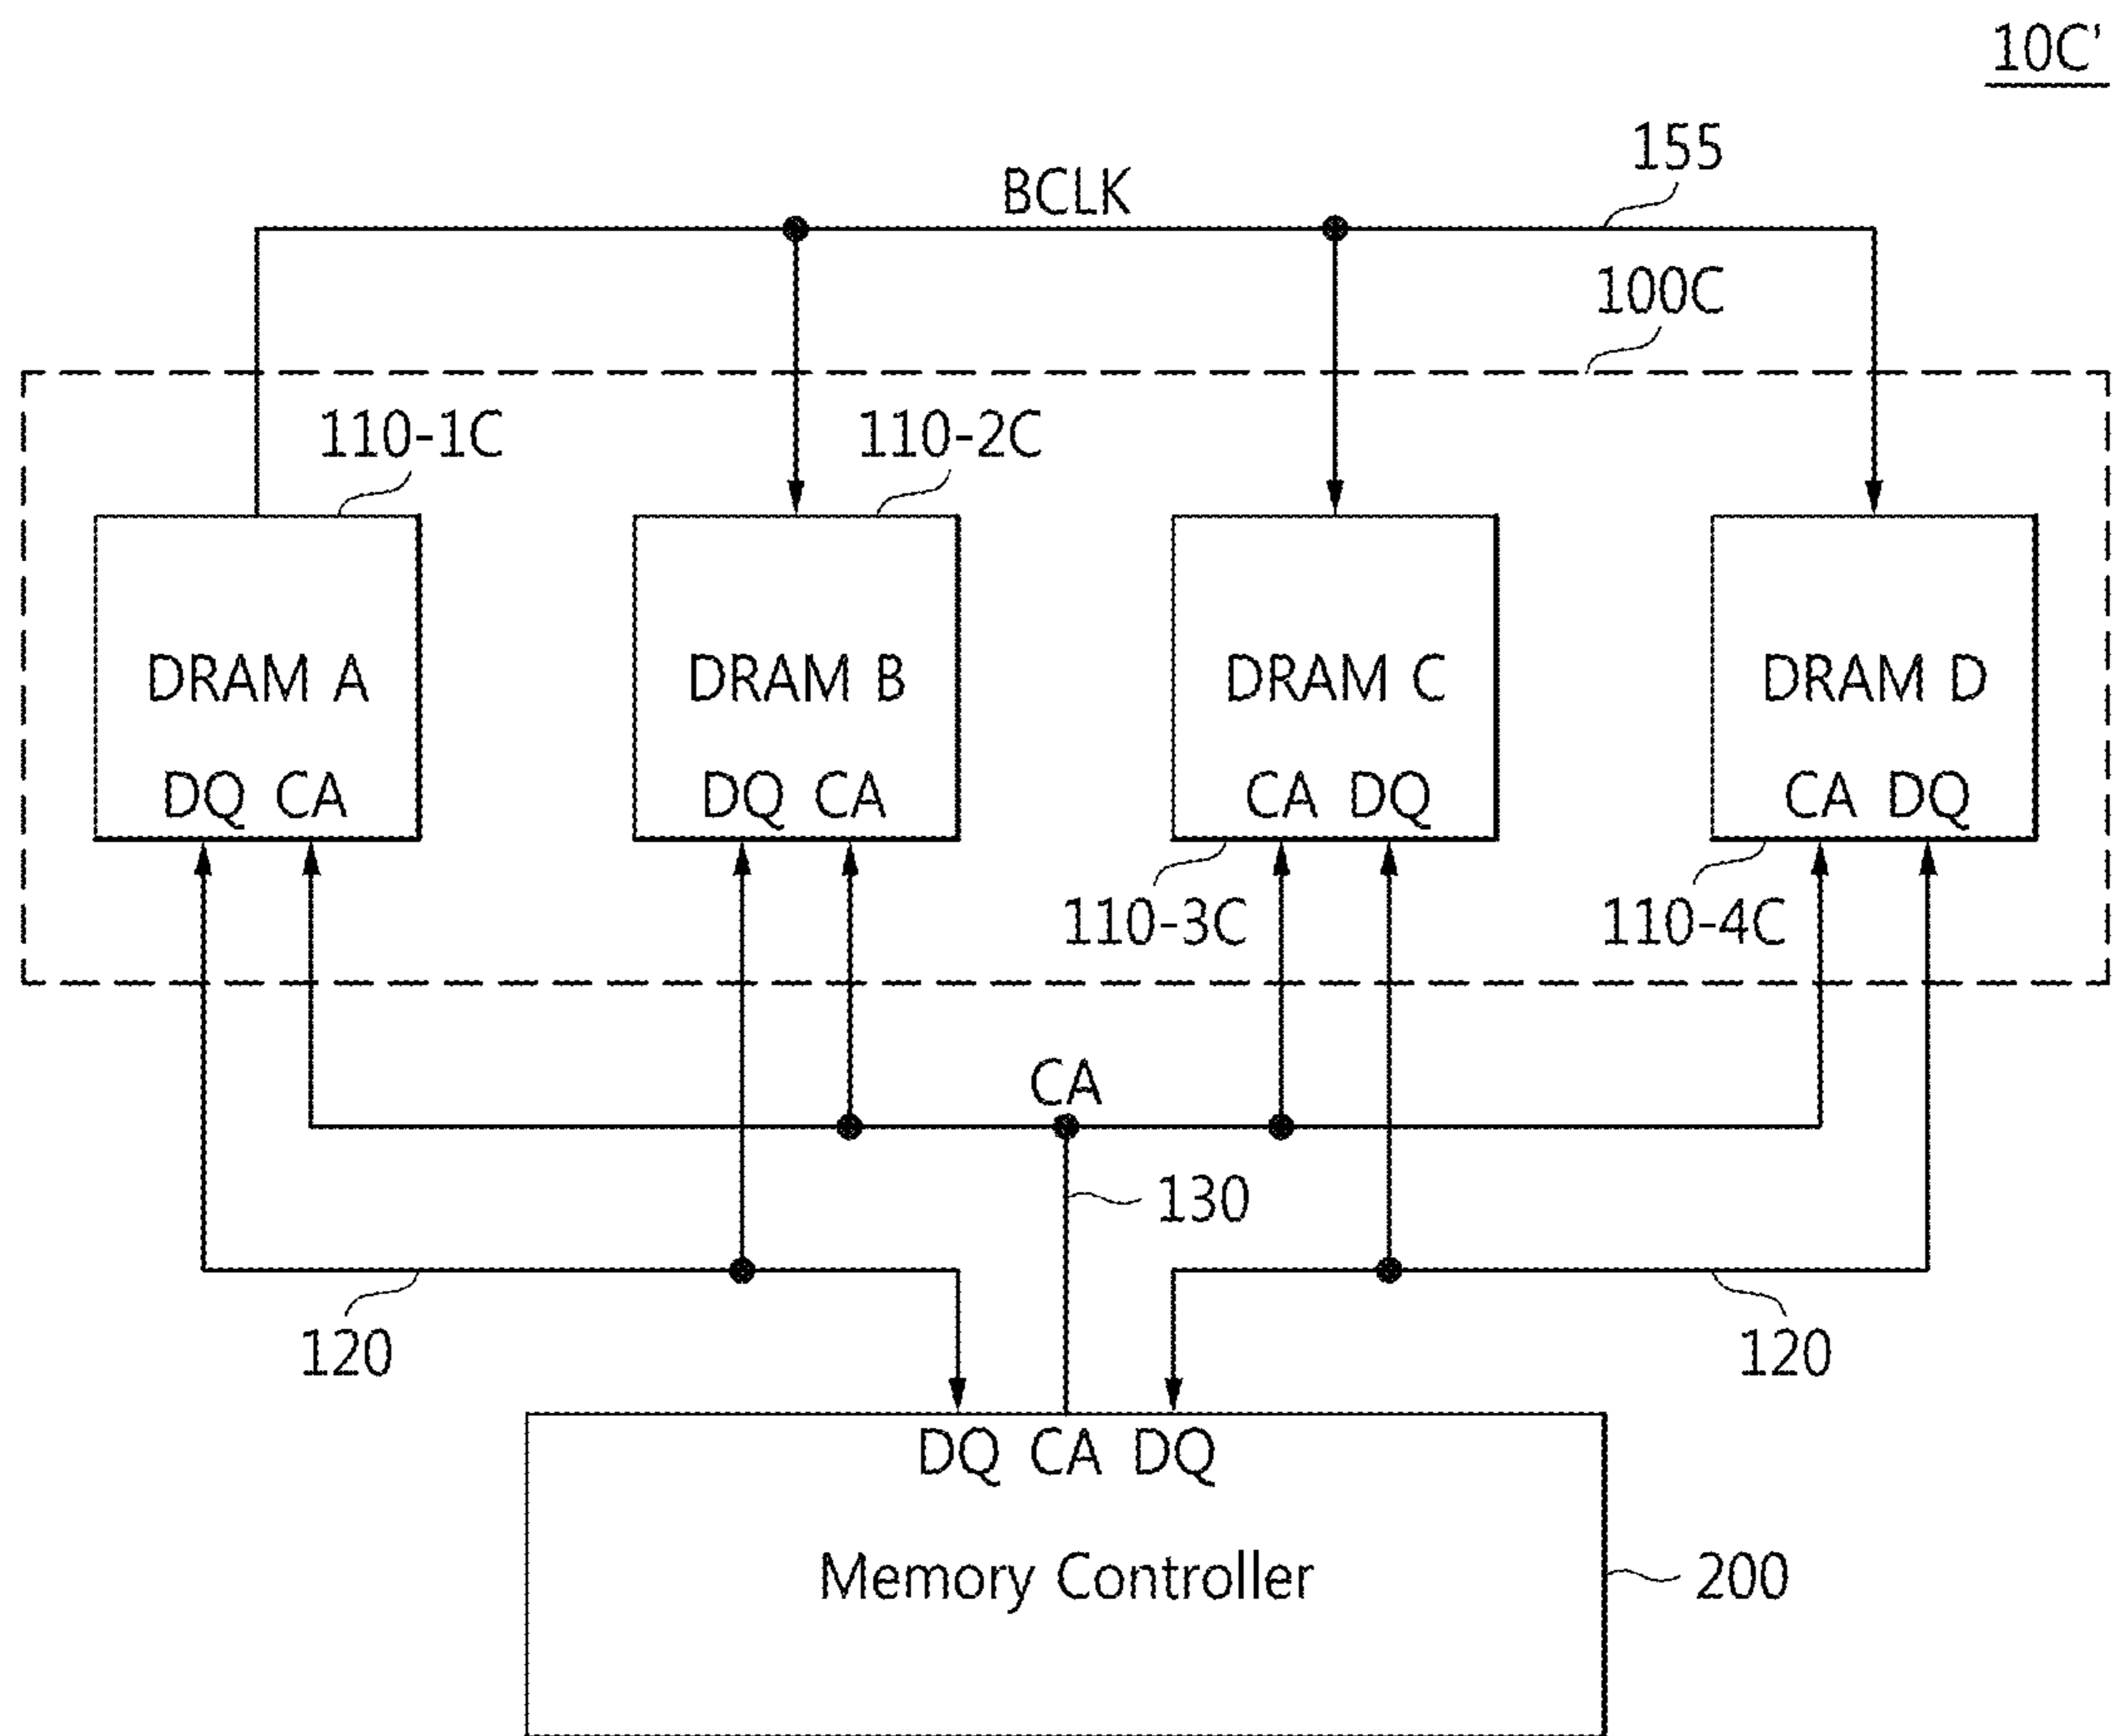 10C'
155
BCLK
100C
110-1C
110-2C
DRAM A
DRAM B
DRAM C
DRAM D
DQ CA
DQ CA
CA DQ
CA DQ
110-3C
110-4C
CA
130
120
120
DQ CA DQ
Memory Controller
200